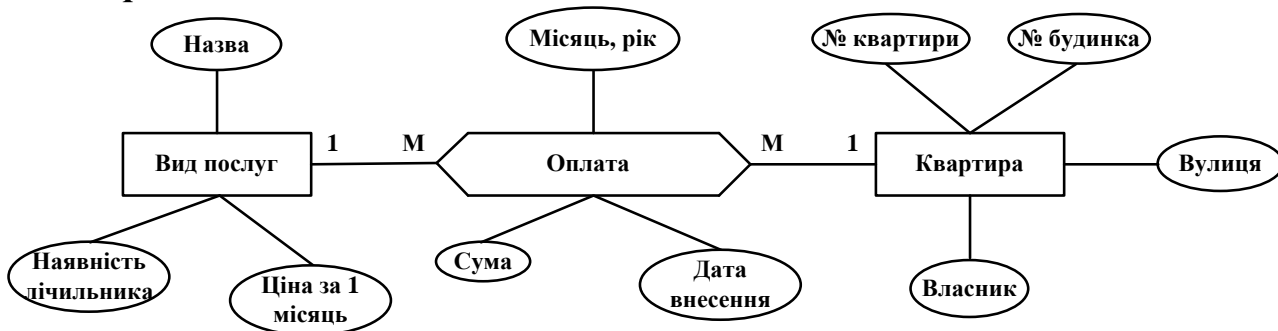 Назва
Місяць, рік
№ квартири
№ будинка
1
М
М
1
Вид послуг
Оплата
Квартира
Вулиця
Наявність
лічильника
Ціна за 1
місяць
Сума
Дата
внесення
Власник